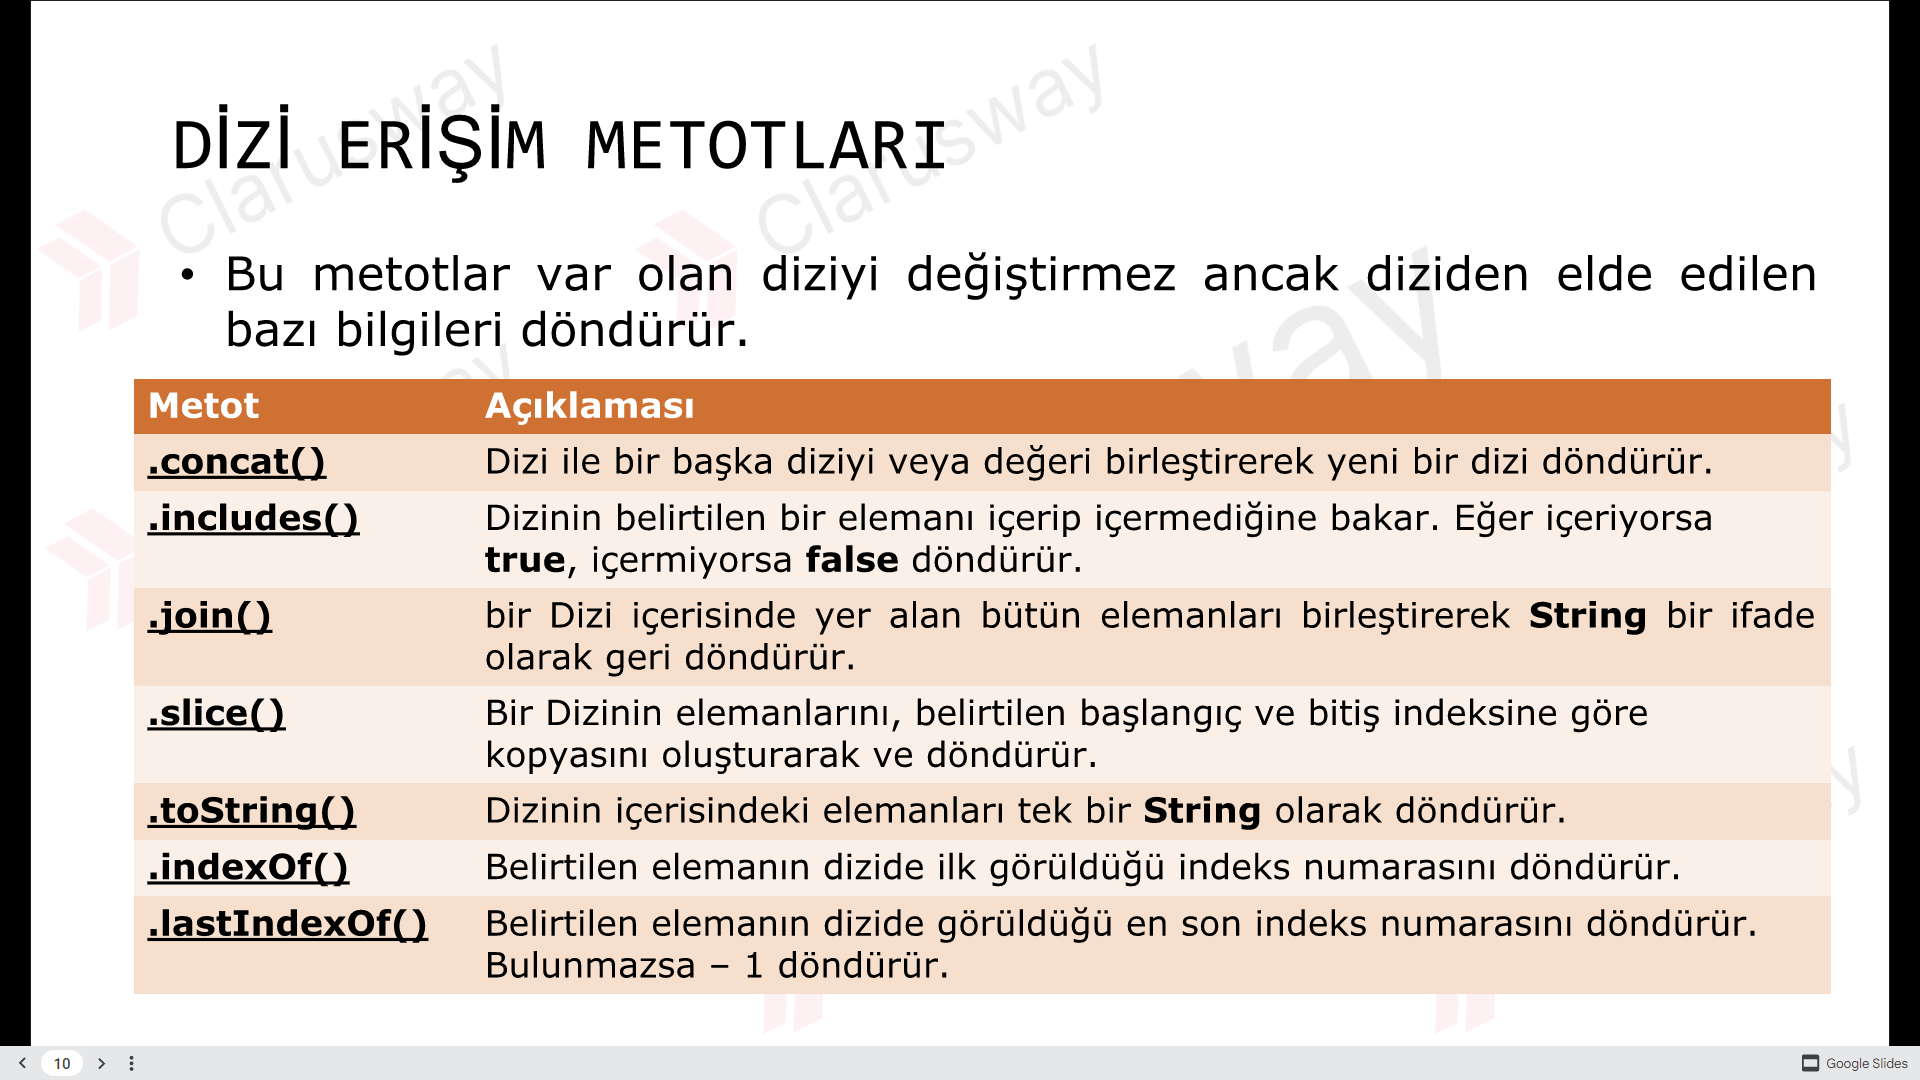 DİZİ ERİŞİM METOTLARI
• Bu metotlar var olan diziyi değiştirmez ancak diziden elde edilen
bazı bilgileri döndürür.
Metot Açıklaması
.concat() Dizi ile bir başka diziyi veya değeri birleştirerek yeni bir dizi döndürür.
.includes() Dizinin belirtilen bir elemanı içerip içermediğine bakar. Eğer içeriyorsa
true, içermiyorsa false döndürür.
.join() bir Dizi içerisinde yer alan bütün elemanları birleştirerek String bir ifade
olarak geri döndürür.
.slice() Bir Dizinin elemanlarını, belirtilen başlangıç ve bitiş indeksine göre
kopyasını oluşturarak ve döndürür.
.toString() Dizinin içerisindeki elemanları tek bir String olarak döndürür.
.indexOf() Belirtilen elemanın dizide ilk görüldüğü indeks numarasını döndürür.
.lastIndexOf() Belirtilen elemanın dizide görüldüğü en son indeks numarasını döndürür.
Bulunmazsa – 1 döndürür.
Clarusway
Clarusway
10
Google Slides